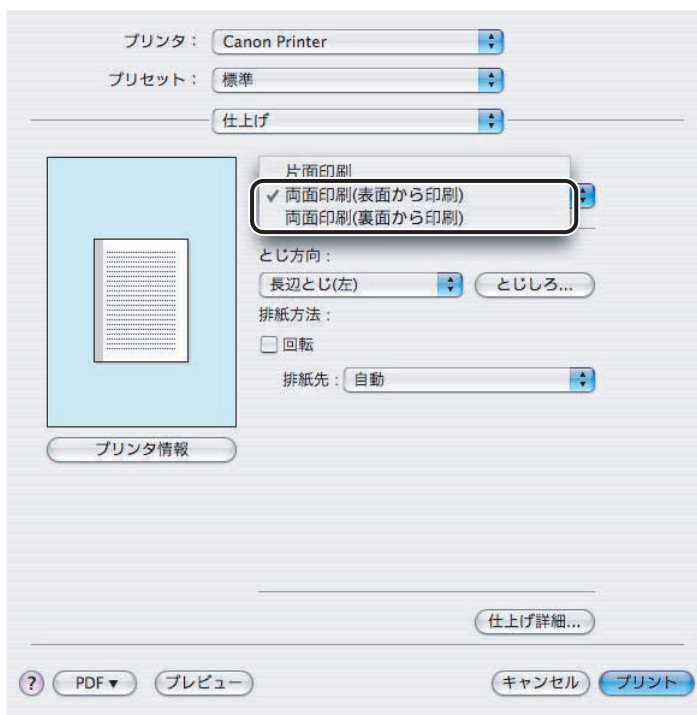 プリンタ： Canon Printer
プリセット： 標準
仕上げ
片面印刷
✓ 両面印刷(表面から印刷)
両面印刷(裏面から印刷)
とじ方向：
長辺とじ(左) とじしろ...
排紙方法：
回転
排紙先： 自動
プリンタ情報
仕上げ詳細...
? PDF▼ プレビュー キャンセル プリント